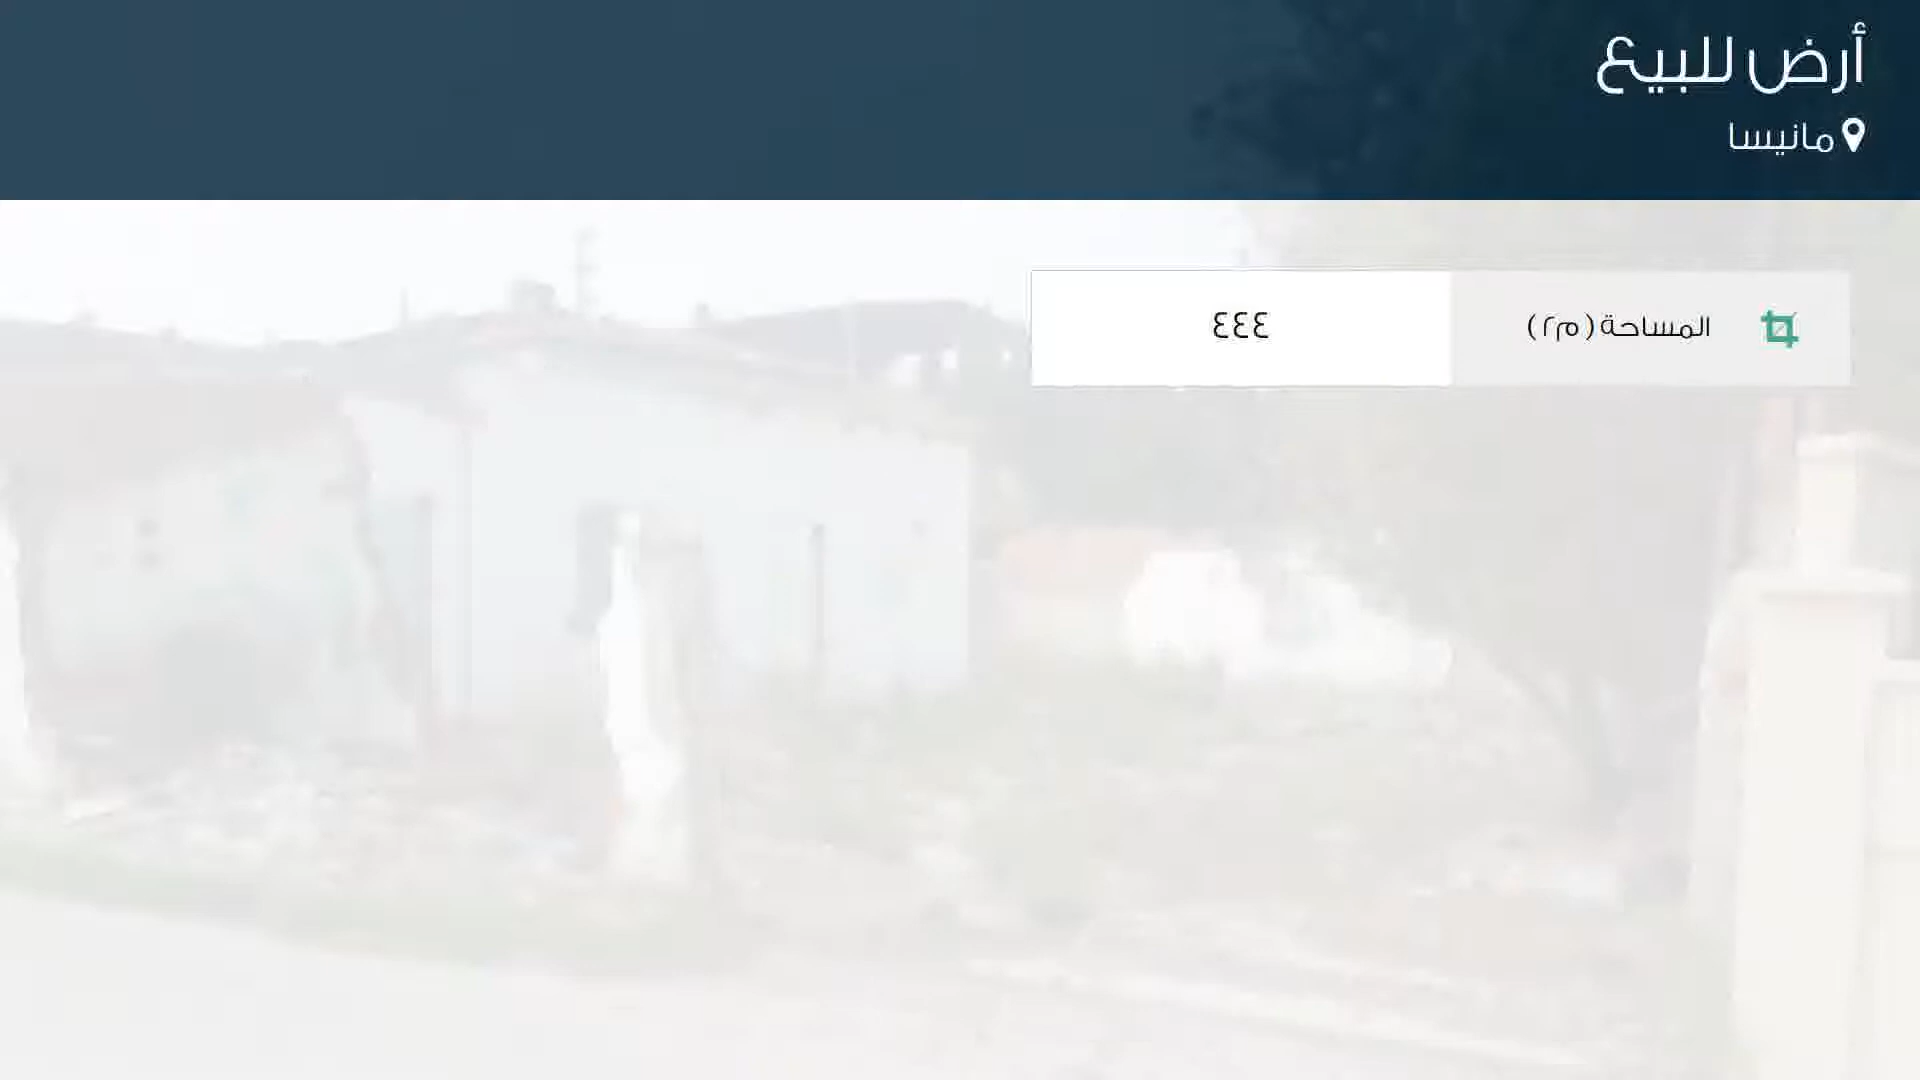 أرض للبيع
مانيسا
المساحة (م٢) ٤٤٤